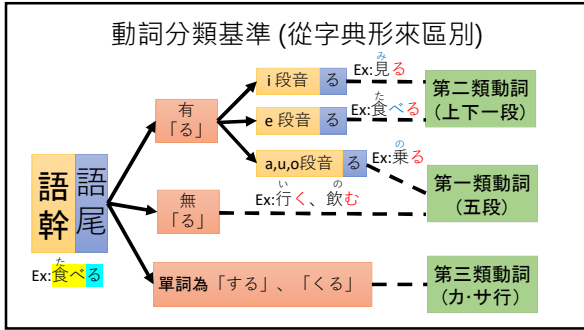 動詞分類基準 (從字典形來區別)
i 段音 る
Ex:見る
み
第二類動詞
(上下一段)
有
「る」
e 段音 る
Ex:食べる
た
a,u,o段音 る
Ex:乗る
の
語幹 語尾
無
「る」
Ex:行く、飲む
い の
第一類動詞
(五段)
Ex:食べる
た
單詞為「する」、「くる」
第三類動詞
(カ·サ行)